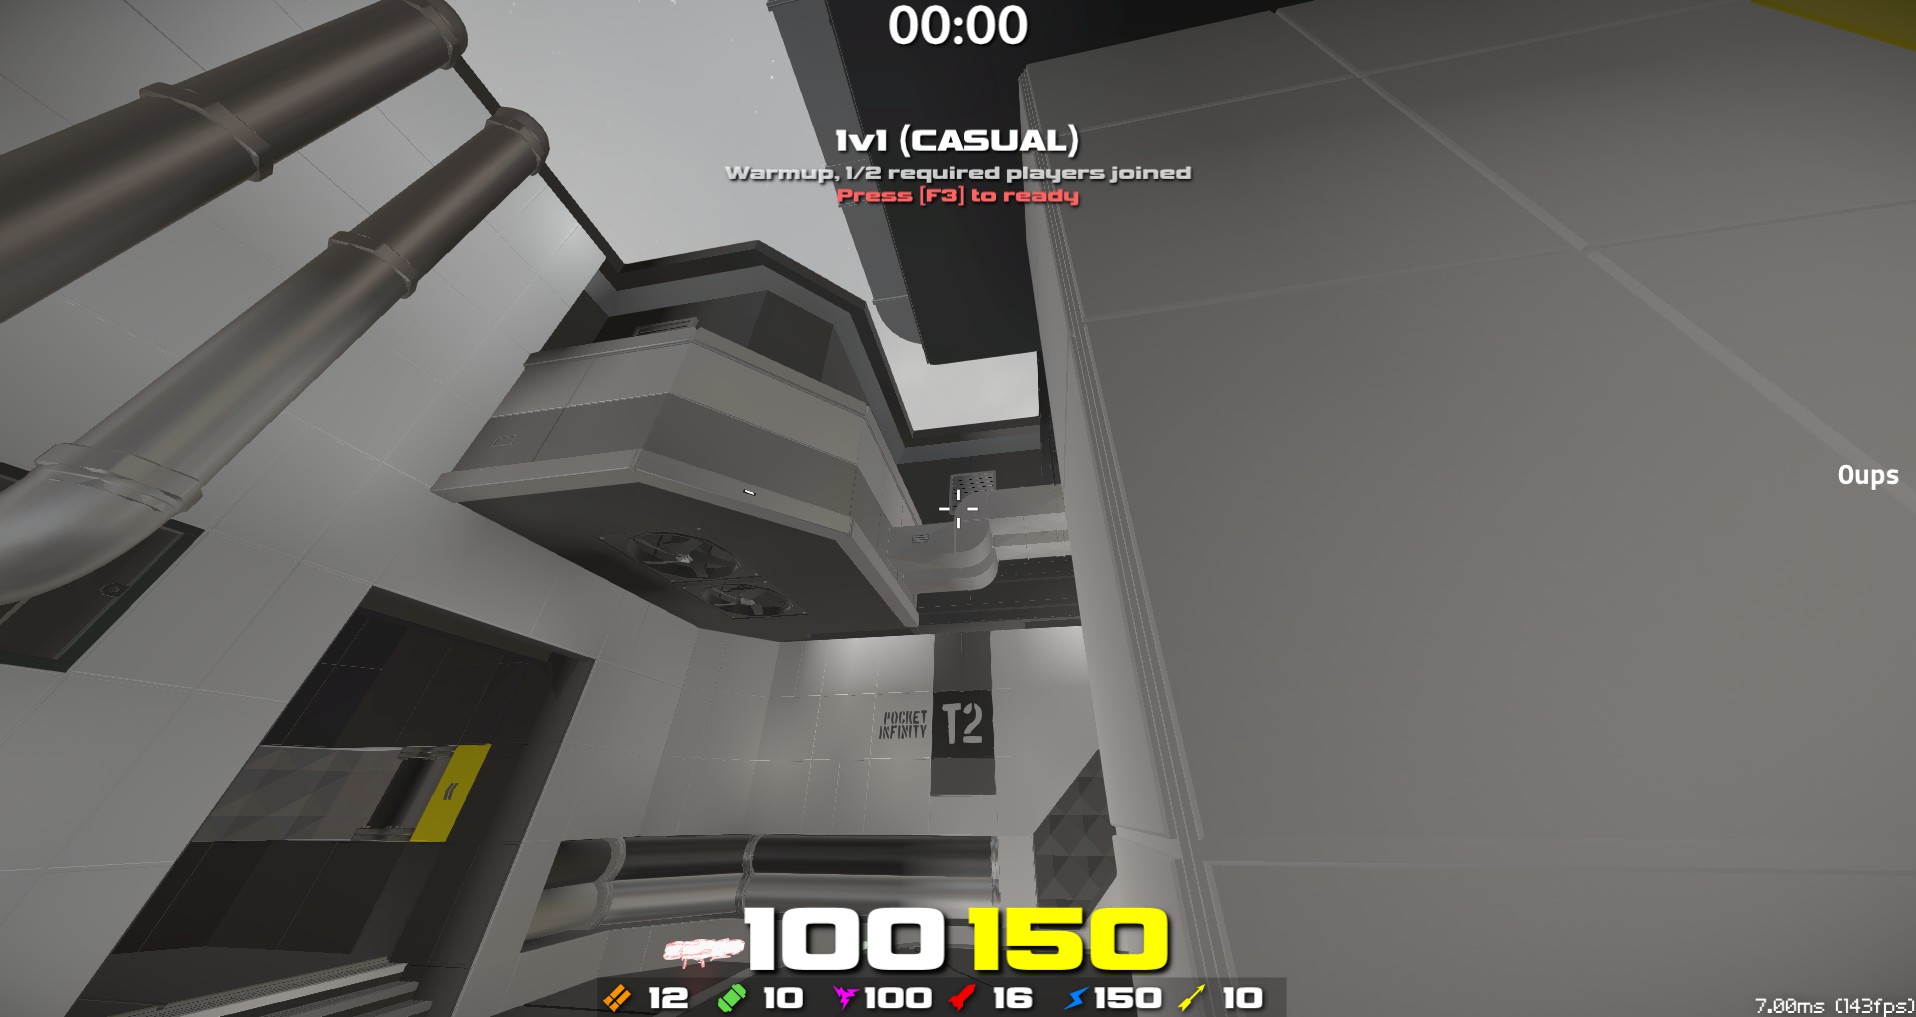 00:00
1v1 (CASUAL)
Warmup, 1/2 required players joined
Press [F3] to ready
Oups
POCKET
INFINITY
T2
100 150
12 10 100 16 150 10
7.00ms (143fps)